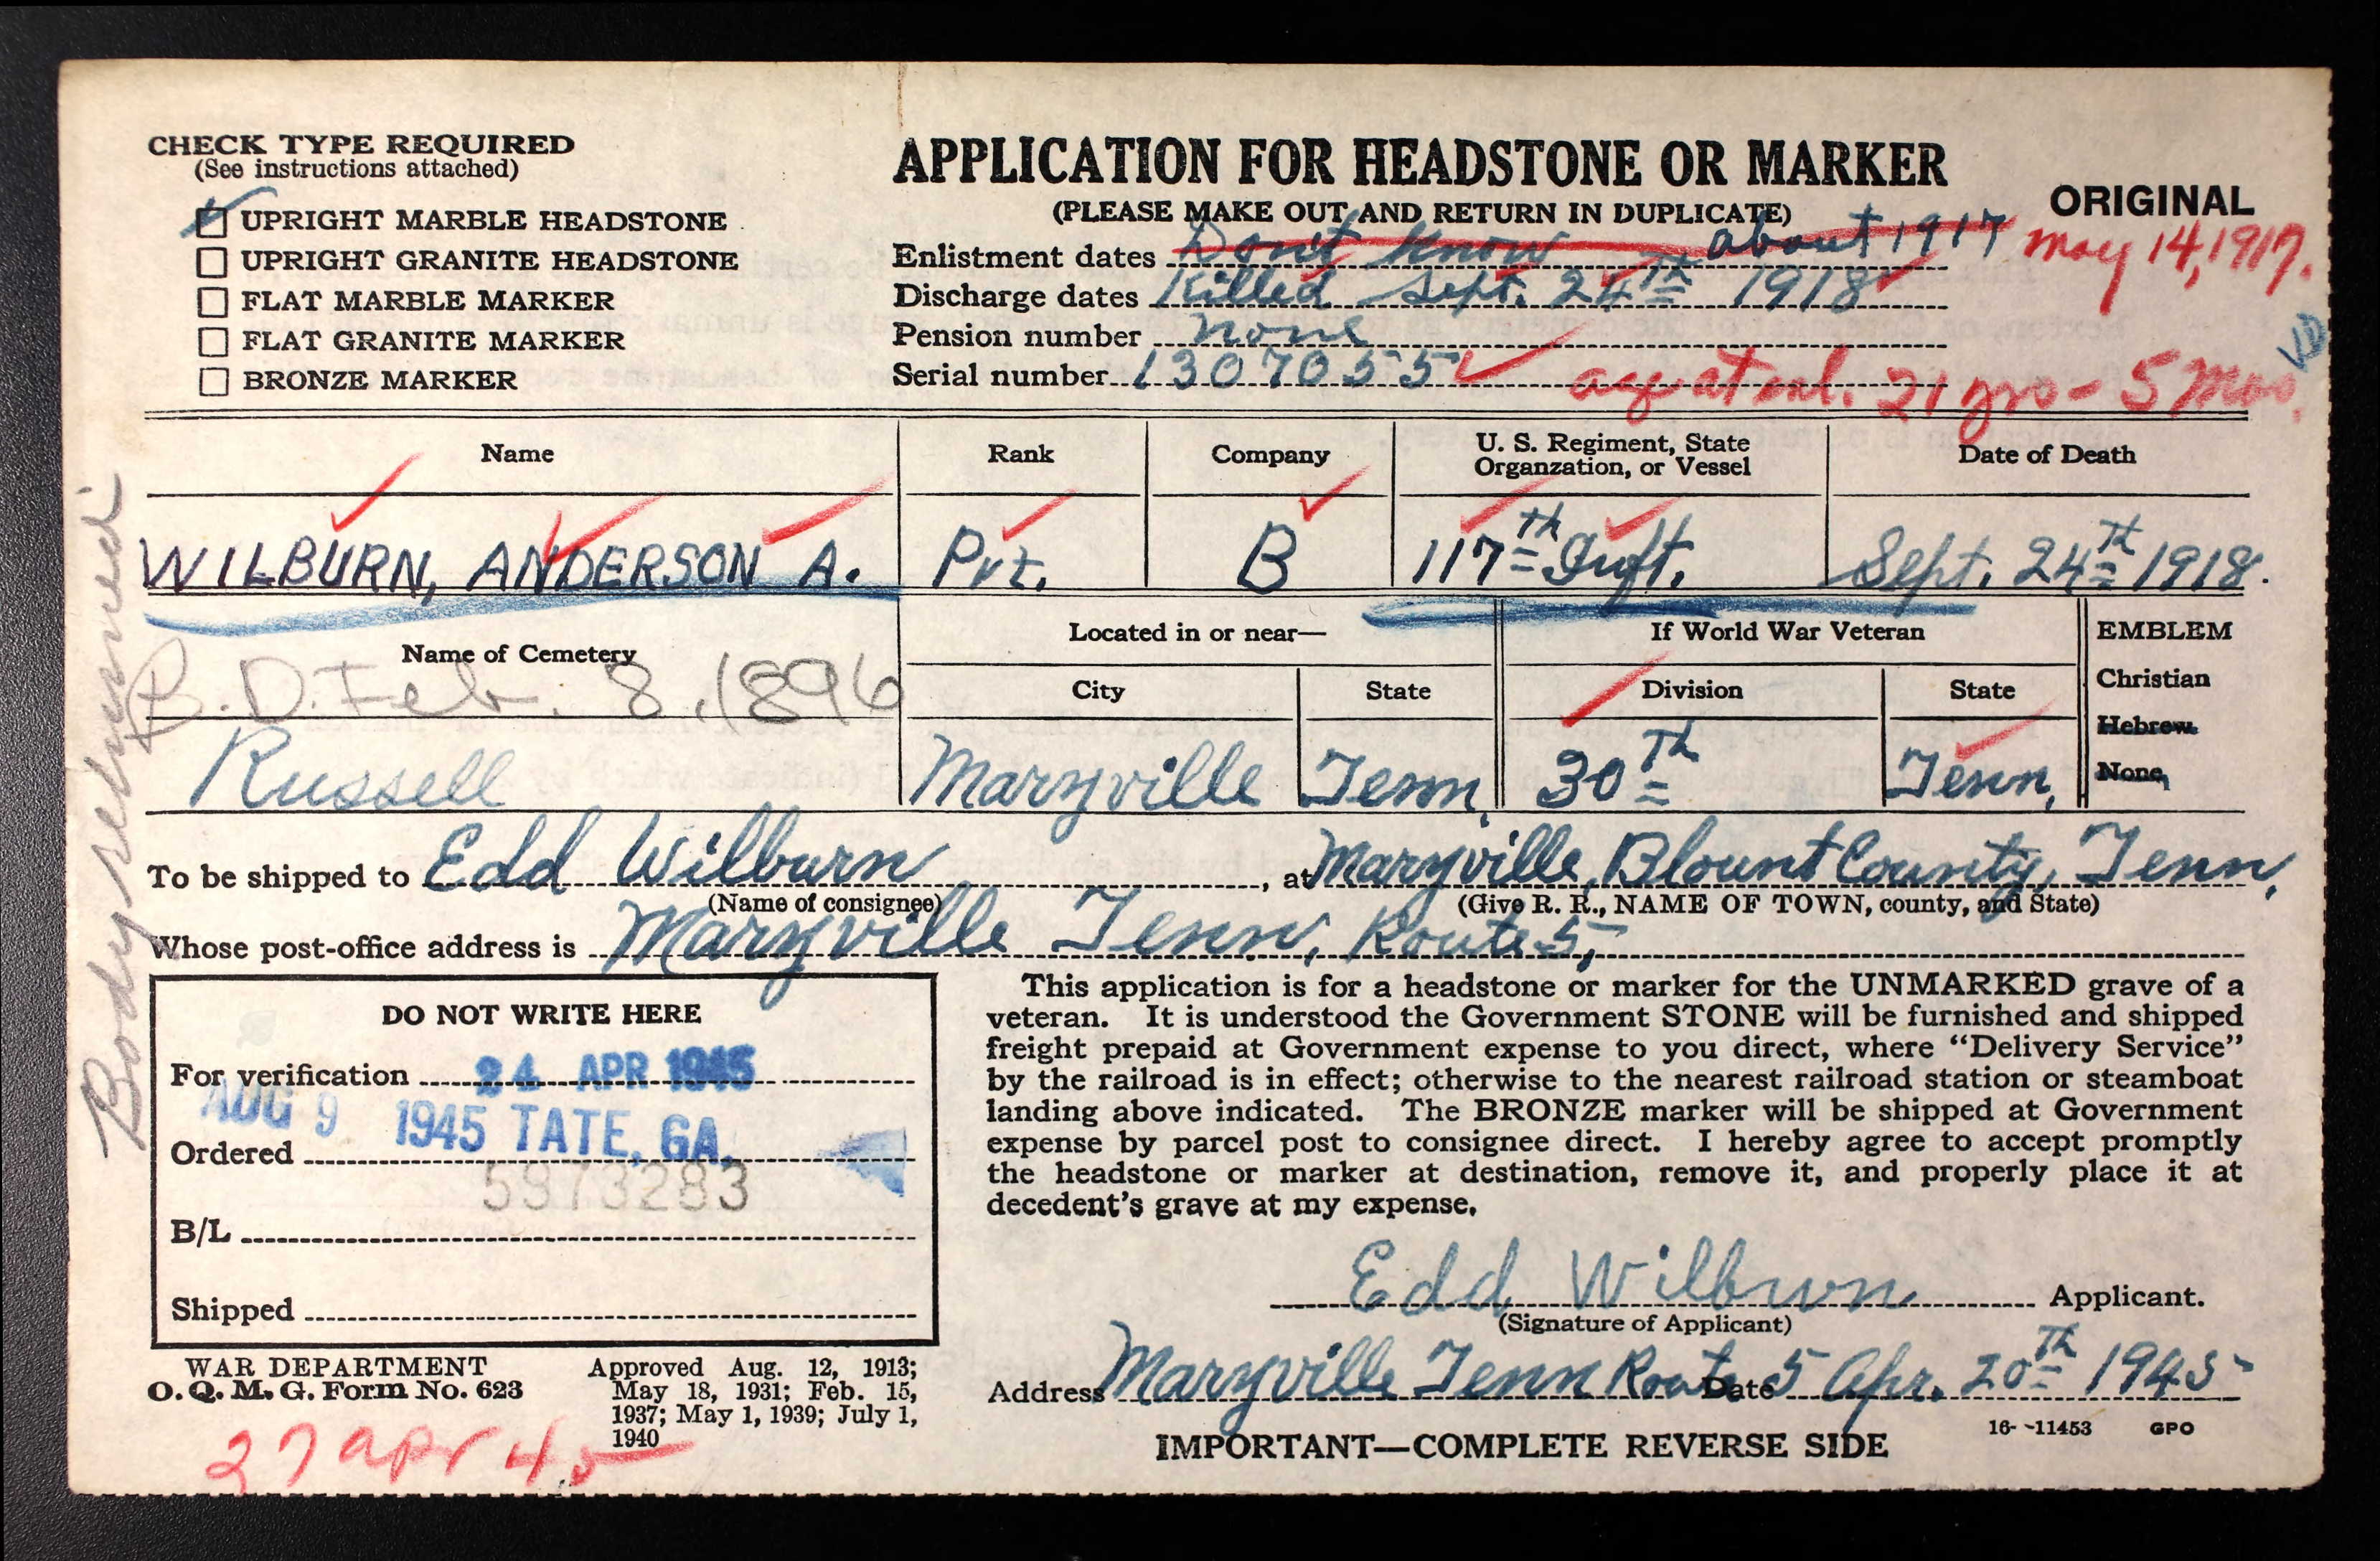 CHECK TYPE REQUIRED
(See instructions attached)
UPRIGHT MARBLE HEADSTONE
UPRIGHT GRANITE HEADSTONE
FLAT MARBLE MARKER
FLAT GRANITE MARKER
BRONZE MARKER
APPLICATION FOR HEADSTONE OR MARKER
(PLEASE MAKE OUT AND RETURN IN DUPLICATE)
ORIGINAL
Enlistment dates Don't know about 1917 May 14, 1917.
Discharge dates Killed Sept. 24th 1918
Pension number none
Serial number 1307055 age at enl. 21 yrs - 5 mos.
Name Rank Company U. S. Regiment, State Organzation, or Vessel Date of Death
WILBURN, ANDERSON A. Pvt. B 117th Inft. Sept. 24th 1918.
Name of Cemetery Located in or near— If World War Veteran EMBLEM
City State Division State Christian
B.D. Feb. 8, 1896
Hebrew
None
Russell Maryville Tenn. 30th Tenn.
To be shipped to Edd Wilburn, at Maryville, Blount County, Tenn.
(Name of consignee) (Give R. R., NAME OF TOWN, county, and State)
Whose post-office address is Maryville Tenn, Route 5,
Body returned
DO NOT WRITE HERE
For verification 24 APR 1945
AUG 9 1945 TATE, GA.
Ordered
5973283
B/L
Shipped
This application is for a headstone or marker for the UNMARKED grave of a
veteran. It is understood the Government STONE will be furnished and shipped
freight prepaid at Government expense to you direct, where “Delivery Service”
by the railroad is in effect; otherwise to the nearest railroad station or steamboat
landing above indicated. The BRONZE marker will be shipped at Government
expense by parcel post to consignee direct. I hereby agree to accept promptly
the headstone or marker at destination, remove it, and properly place it at
decedent's grave at my expense.
Edd Wilburn Applicant.
(Signature of Applicant)
Address Maryville Tenn Route 5 Date Apr. 20th 1945
IMPORTANT—COMPLETE REVERSE SIDE
16--11453 GPO
WAR DEPARTMENT
O. Q. M. G. Form No. 623
Approved Aug. 12, 1913;
May 18, 1931; Feb. 15,
1937; May 1, 1939; July 1,
1940
27 apr 45